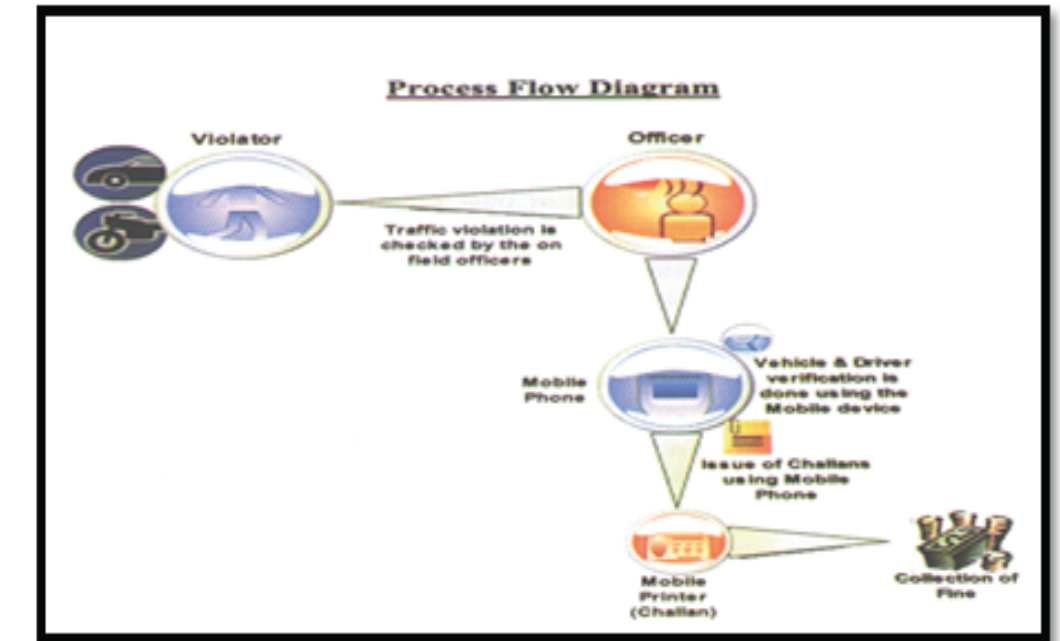 Process Flow Diagram
Violator
Officer
Traffic violation is
checked by the on
field officers
Mobile
Phone
Vehicle & Driver
verification is
done using the
Mobile device
Issue of Challans
using Mobile
Phone
Mobile
Printer
(Challan)
Collection of
Fine